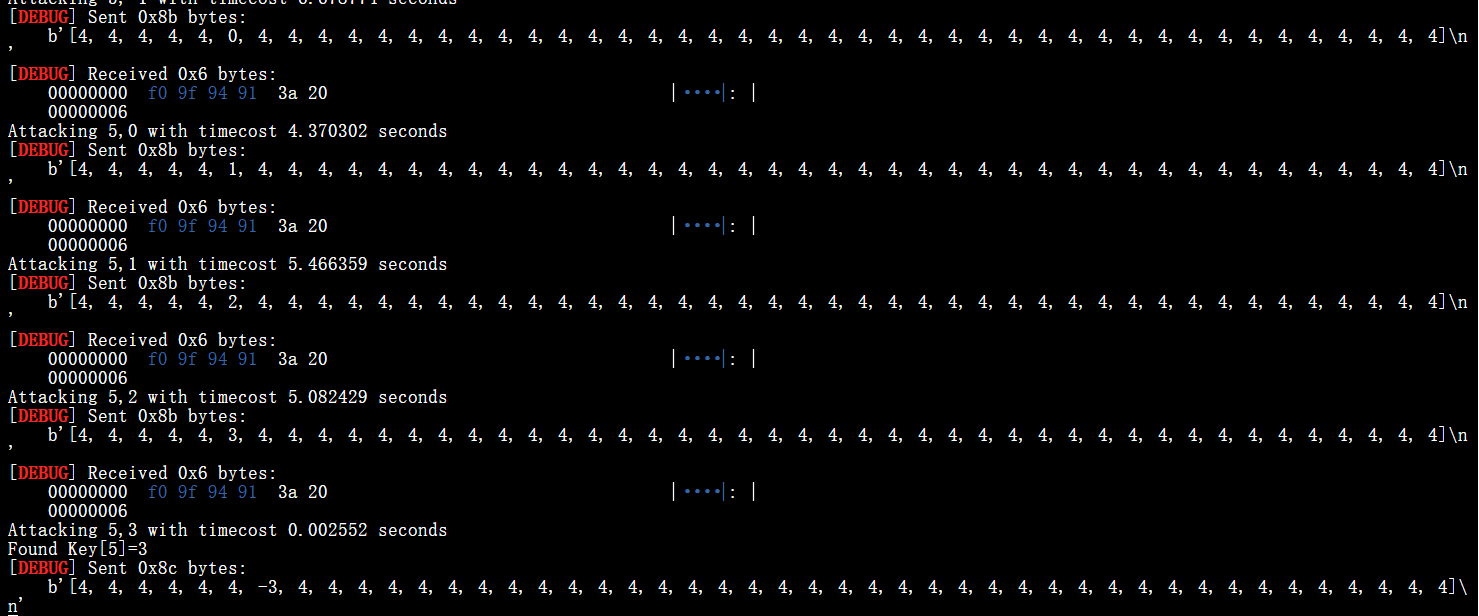 Attacking with timecost seconds
[DEBUG] Sent 0x8b bytes:
b'[4, 4, 4, 4, 4, 0, 4, 4, 4, 4, 4, 4, 4, 4, 4, 4, 4, 4, 4, 4, 4, 4, 4, 4, 4, 4, 4, 4, 4, 4, 4, 4, 4, 4, 4, 4, 4, 4, 4, 4, 4, 4, 4, 4, 4, 4]\n
'
[DEBUG] Received 0x6 bytes:
00000000 f0 9f 94 91 3a 20 |····|: |
00000006
Attacking 5,0 with timecost 4.370302 seconds
[DEBUG] Sent 0x8b bytes:
b'[4, 4, 4, 4, 4, 1, 4, 4, 4, 4, 4, 4, 4, 4, 4, 4, 4, 4, 4, 4, 4, 4, 4, 4, 4, 4, 4, 4, 4, 4, 4, 4, 4, 4, 4, 4, 4, 4, 4, 4, 4, 4, 4, 4, 4, 4]\n
'
[DEBUG] Received 0x6 bytes:
00000000 f0 9f 94 91 3a 20 |····|: |
00000006
Attacking 5,1 with timecost 5.466359 seconds
[DEBUG] Sent 0x8b bytes:
b'[4, 4, 4, 4, 4, 2, 4, 4, 4, 4, 4, 4, 4, 4, 4, 4, 4, 4, 4, 4, 4, 4, 4, 4, 4, 4, 4, 4, 4, 4, 4, 4, 4, 4, 4, 4, 4, 4, 4, 4, 4, 4, 4, 4, 4, 4]\n
'
[DEBUG] Received 0x6 bytes:
00000000 f0 9f 94 91 3a 20 |····|: |
00000006
Attacking 5,2 with timecost 5.082429 seconds
[DEBUG] Sent 0x8b bytes:
b'[4, 4, 4, 4, 4, 3, 4, 4, 4, 4, 4, 4, 4, 4, 4, 4, 4, 4, 4, 4, 4, 4, 4, 4, 4, 4, 4, 4, 4, 4, 4, 4, 4, 4, 4, 4, 4, 4, 4, 4, 4, 4, 4, 4, 4, 4]\n
'
[DEBUG] Received 0x6 bytes:
00000000 f0 9f 94 91 3a 20 |····|: |
00000006
Attacking 5,3 with timecost 0.002552 seconds
Found Key[5]=3
[DEBUG] Sent 0x8c bytes:
b'[4, 4, 4, 4, 4, 4, -3, 4, 4, 4, 4, 4, 4, 4, 4, 4, 4, 4, 4, 4, 4, 4, 4, 4, 4, 4, 4, 4, 4, 4, 4, 4, 4, 4, 4, 4, 4, 4, 4, 4, 4, 4, 4, 4, 4, 4]\
n'